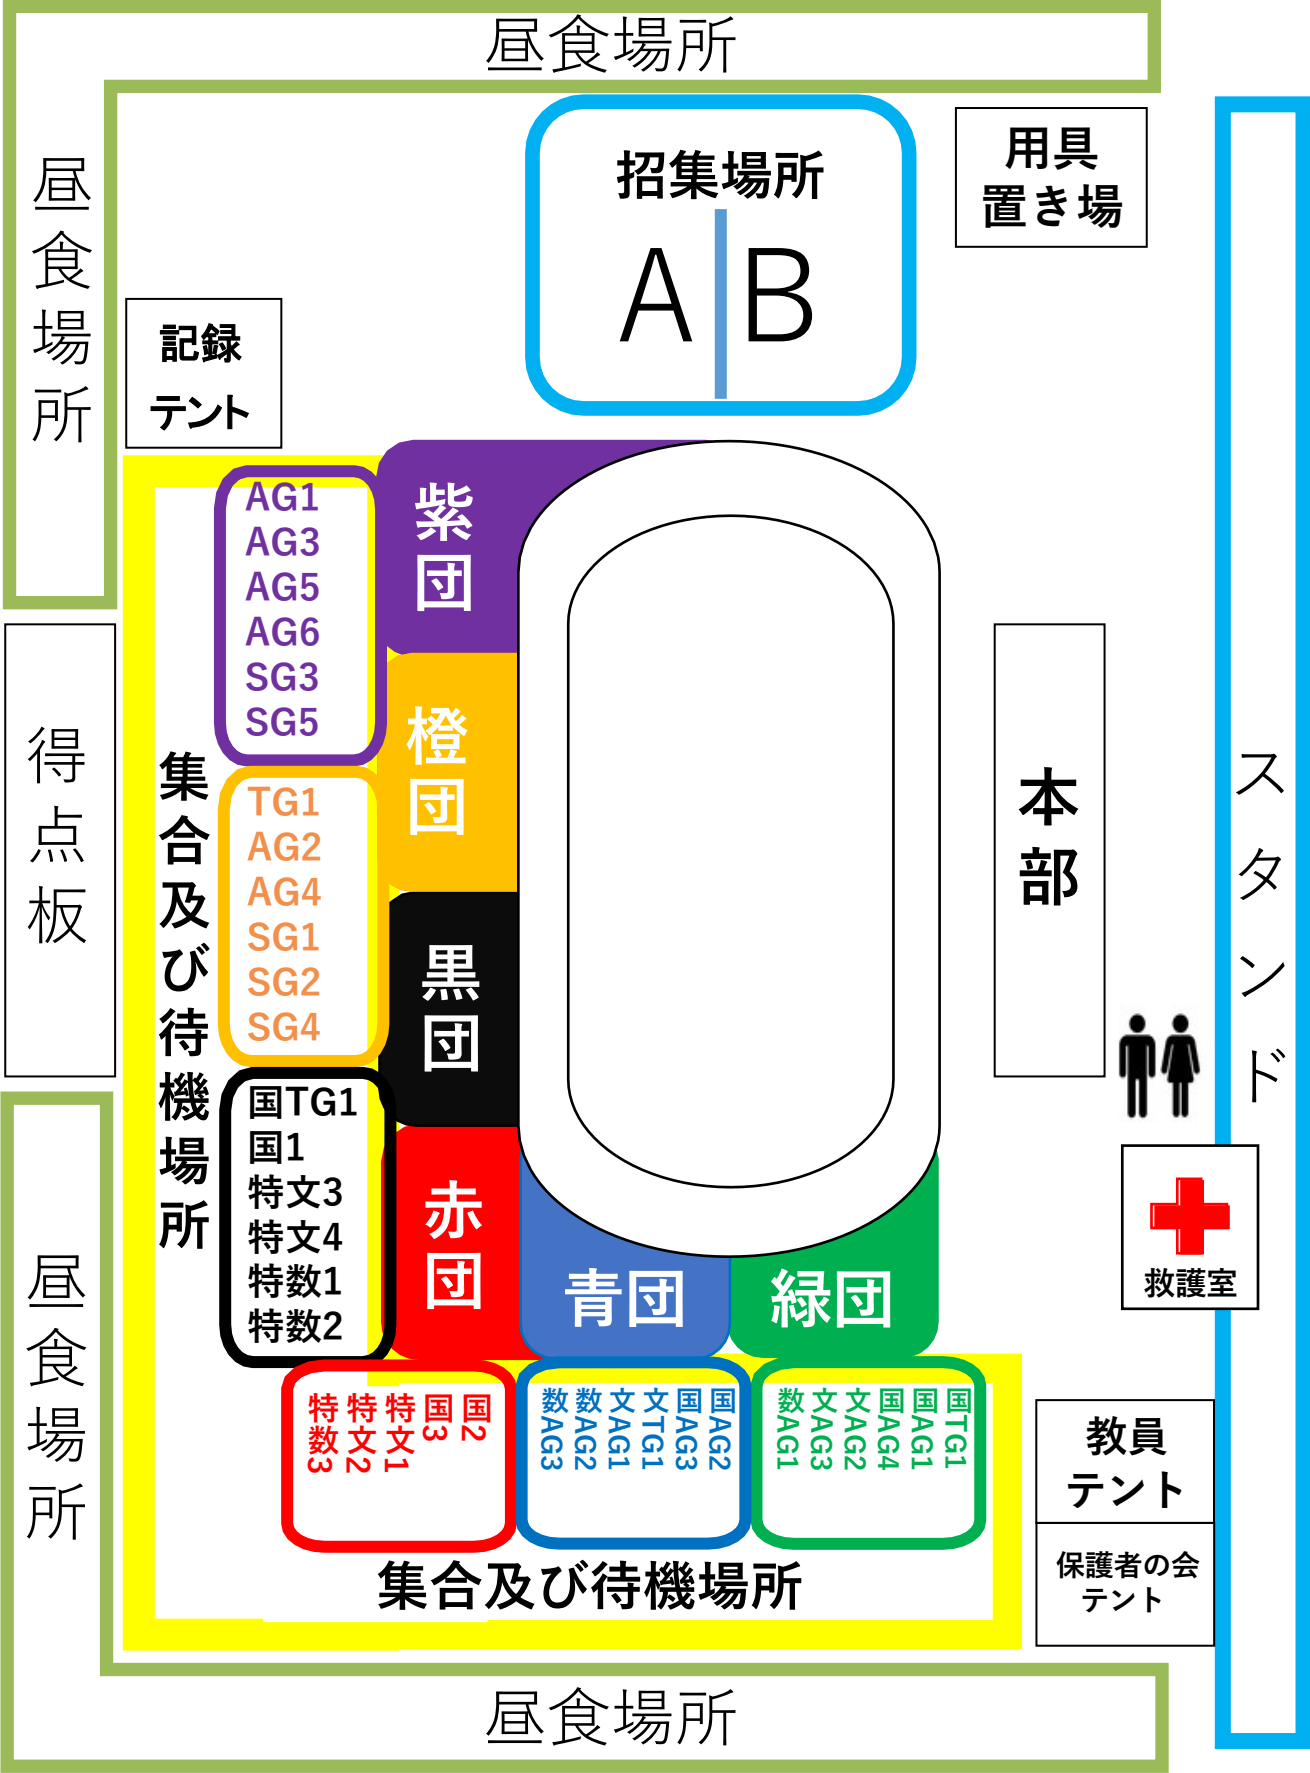 昼食場所
昼食場所
招集場所
A B
用具
置き場
記録
テント
AG1
AG3
AG5
AG6
SG3
SG5
紫団
橙団
TG1
AG2
AG4
SG1
SG2
SG4
黒団
国TG1
国1
特文3
特文4
特数1
特数2
赤団
青団
緑団
得点板
集合及び待機場所
本部
スタンド
救護室
昼食場所
国2
国3
特文1
特文2
特数3
国AG2
国AG3
文TG1
文AG1
数AG2
数AG3
国TG1
国AG1
国AG4
文AG2
文AG3
数AG1
集合及び待機場所
教員
テント
保護者の会
テント
昼食場所